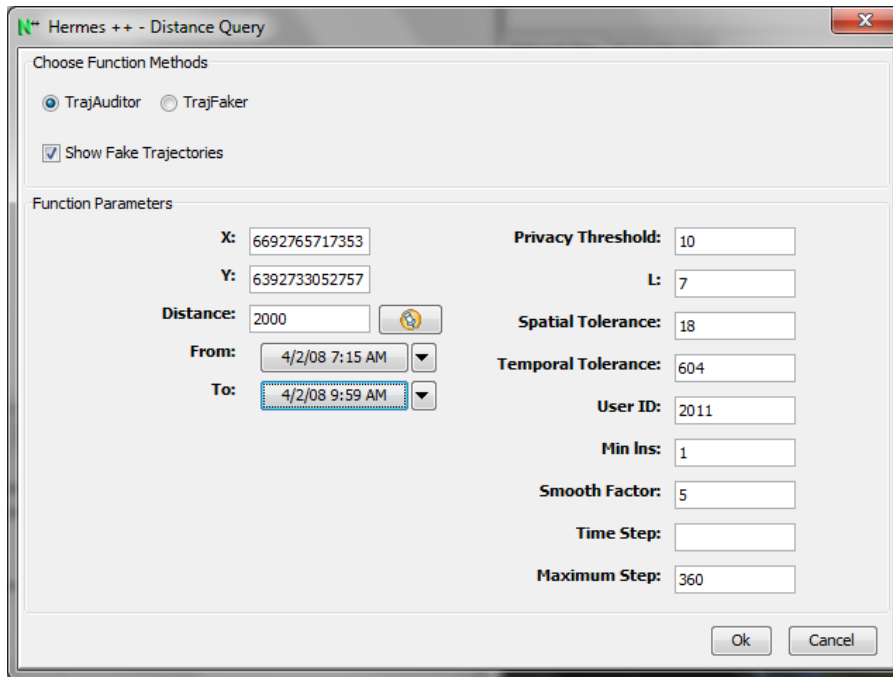 N++ Hermes ++ - Distance Query
Choose Function Methods
TrajAuditor TrajFaker
Show Fake Trajectories
Function Parameters
X: 6692765717353
Y: 6392733052757
Distance: 2000
From: 4/2/08 7:15 AM
To: 4/2/08 9:59 AM
Privacy Threshold: 10
L: 7
Spatial Tolerance: 18
Temporal Tolerance: 604
User ID: 2011
Min lns: 1
Smooth Factor: 5
Time Step:
Maximum Step: 360
Ok Cancel